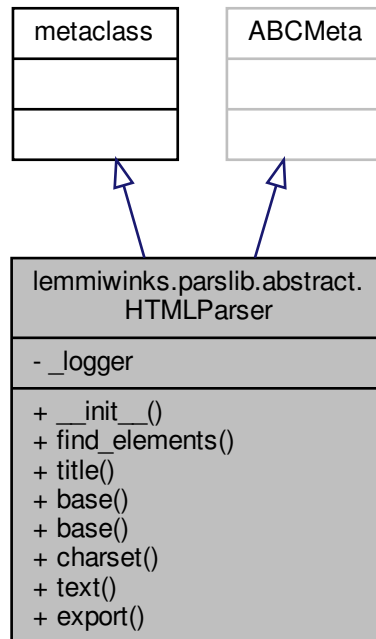 metaclass
ABCMeta
lemmiwinks.parslib.abstract.
HTMLParser
- _logger
+ __init__()
+ find_elements()
+ title()
+ base()
+ base()
+ charset()
+ text()
+ export()